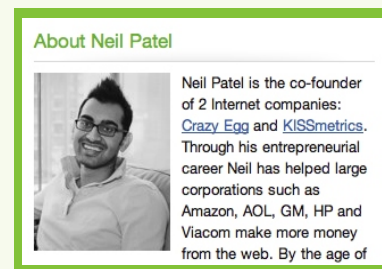 About Neil Patel
Neil Patel is the co-founder
of 2 Internet companies:
Crazy Egg and KISSmetrics.
Through his entrepreneurial
career Neil has helped large
corporations such as
Amazon, AOL, GM, HP and
Viacom make more money
from the web. By the age of